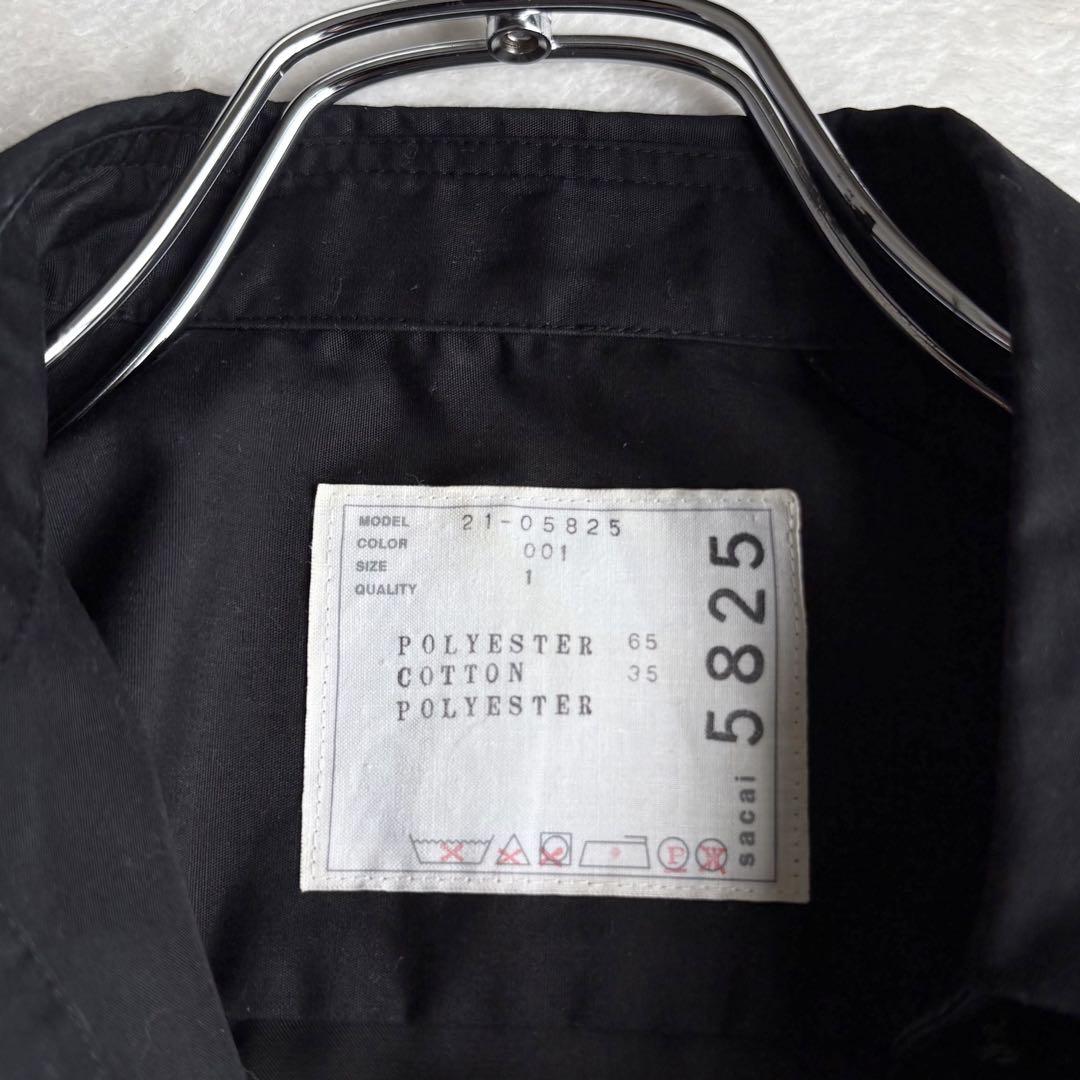 MODEL 21-05825
COLOR 001
SIZE 1
QUALITY
POLYESTER 65
COTTON 35
POLYESTER
P
W
sacai 5825